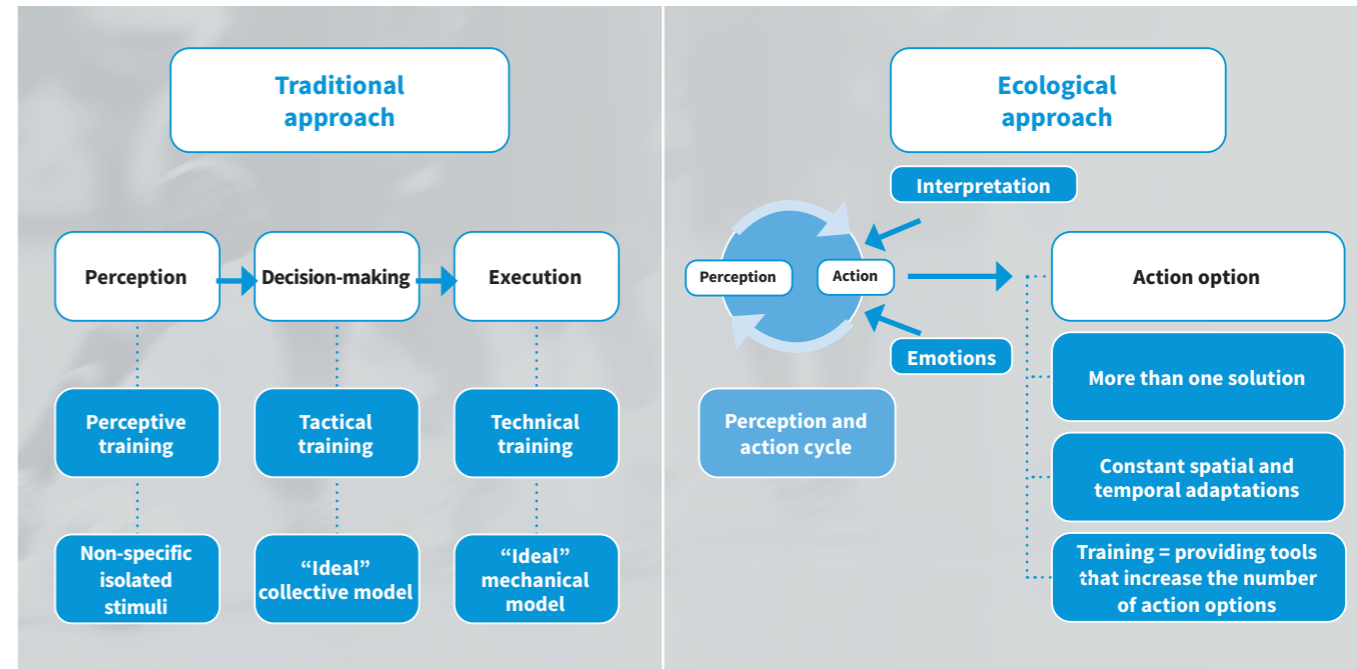 Traditional
approach
Perception
Decision-making
Execution
Perceptive
training
Tactical
training
Technical
training
Non-specific
isolated
stimuli
“Ideal”
collective model
“Ideal”
mechanical
model
Ecological
approach
Interpretation
Perception
Action
Emotions
Perception and
action cycle
Action option
More than one solution
Constant spatial and
temporal adaptations
Training = providing tools
that increase the number
of action options